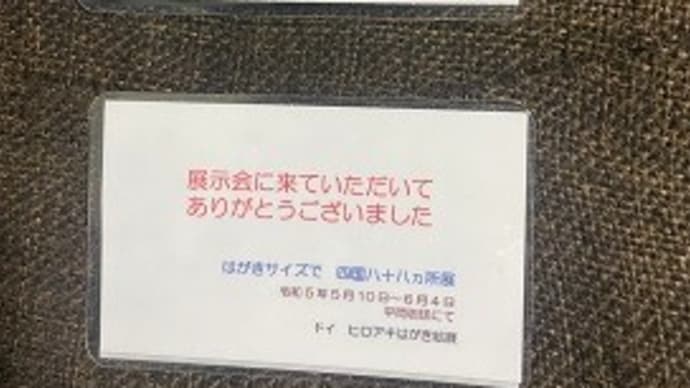 展示会に来ていただいて
ありがとうございました
はがきサイズで 四国八十八ヵ所展
令和5年5月10日～6月4日
ドイ ヒロアキはがき絵展